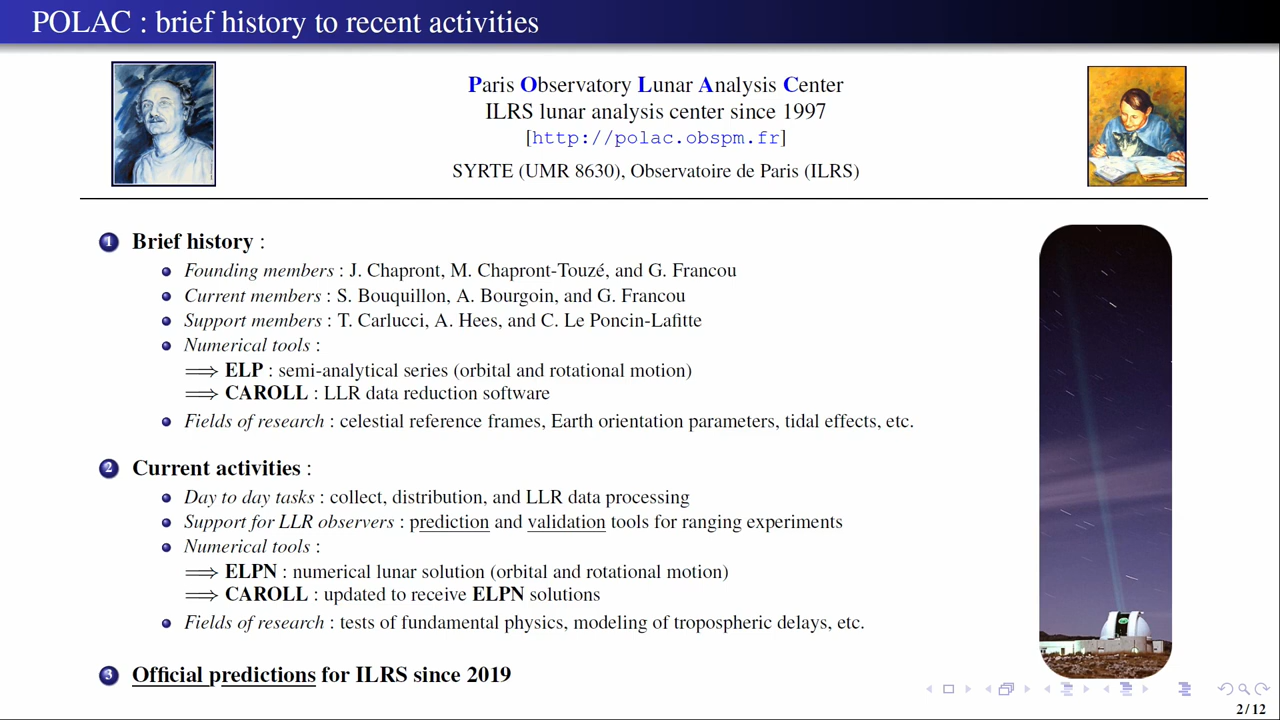 POLAC : brief history to recent activities
Paris Observatory Lunar Analysis Center
ILRS lunar analysis center since 1997
[http://polac.obspm.fr]
SYRTE (UMR 8630), Observatoire de Paris (ILRS)
1 Brief history :
Founding members : J. Chapront, M. Chapront-Touzé, and G. Francou
Current members : S. Bouquillon, A. Bourgoin, and G. Francou
Support members : T. Carlucci, A. Hees, and C. Le Poncin-Lafitte
Numerical tools :
⟹ ELP : semi-analytical series (orbital and rotational motion)
⟹ CAROLL : LLR data reduction software
Fields of research : celestial reference frames, Earth orientation parameters, tidal effects, etc.
2 Current activities :
Day to day tasks : collect, distribution, and LLR data processing
Support for LLR observers : prediction and validation tools for ranging experiments
Numerical tools :
⟹ ELPN : numerical lunar solution (orbital and rotational motion)
⟹ CAROLL : updated to receive ELPN solutions
Fields of research : tests of fundamental physics, modeling of tropospheric delays, etc.
3 Official predictions for ILRS since 2019
2 / 12